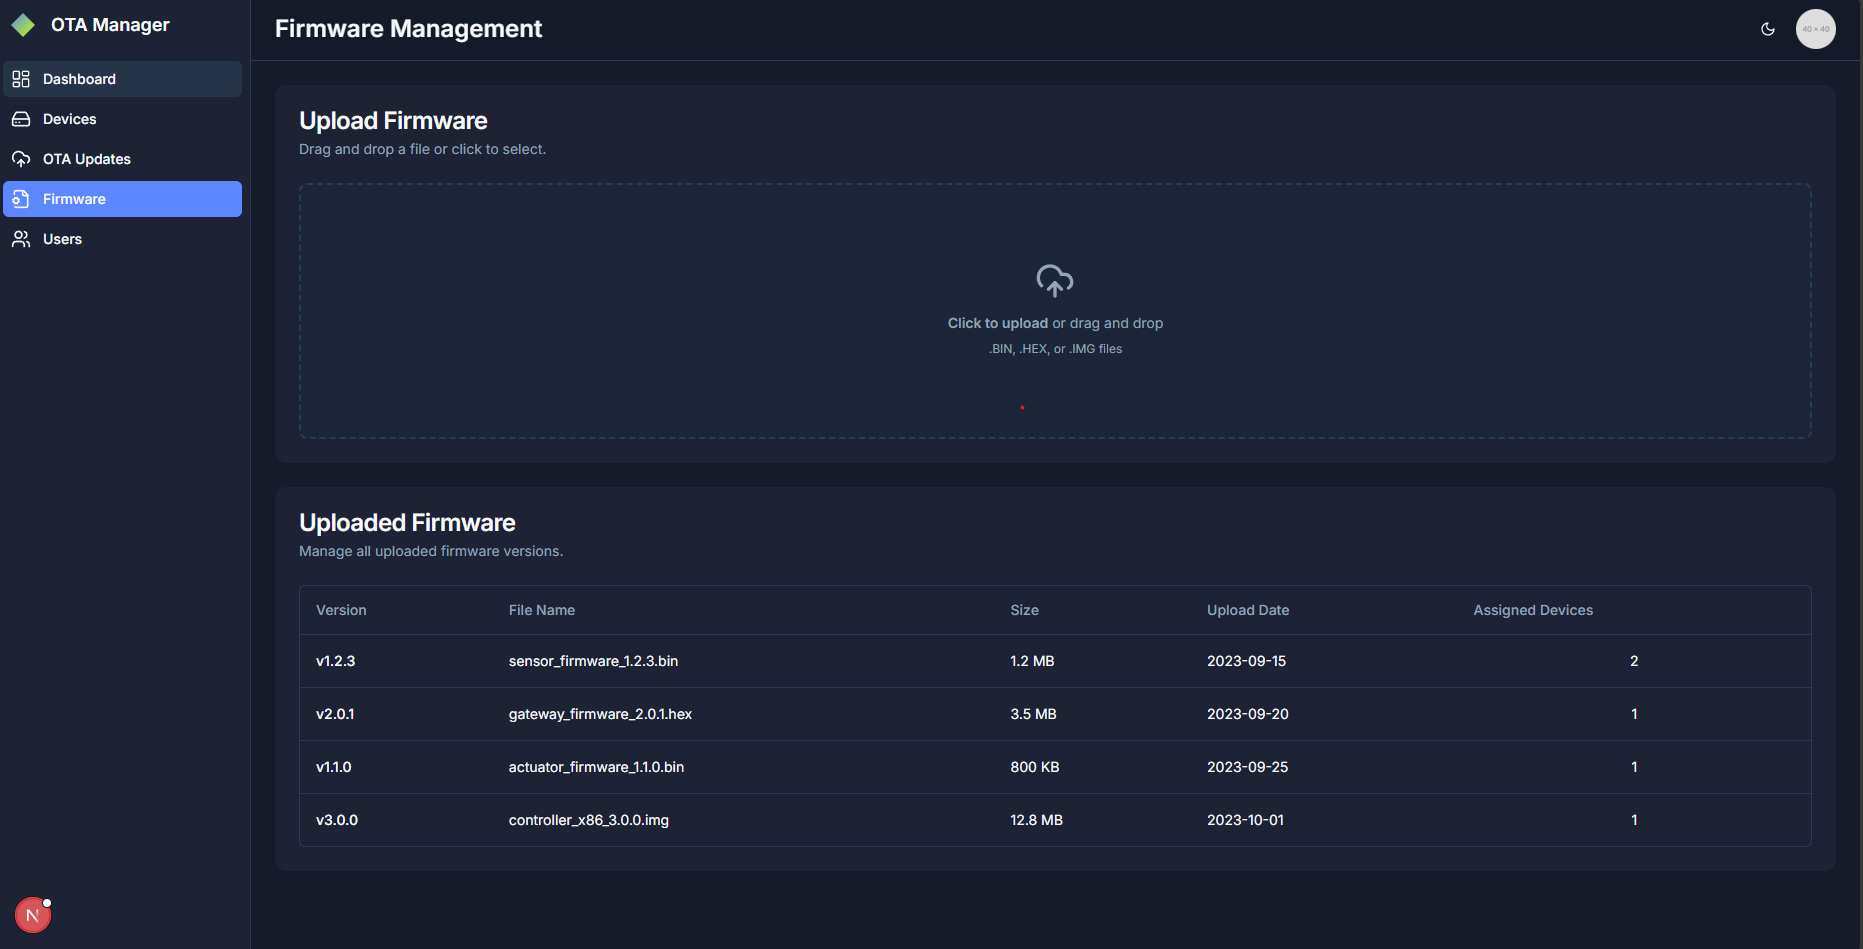 OTA Manager
Firmware Management
40 × 40
Dashboard
Devices
OTA Updates
Firmware
Users
Upload Firmware
Drag and drop a file or click to select.
Click to upload or drag and drop
.BIN, .HEX, or .IMG files
Uploaded Firmware
Manage all uploaded firmware versions.
Version File Name Size Upload Date Assigned Devices
v1.2.3 sensor_firmware_1.2.3.bin 1.2 MB 2023-09-15 2
v2.0.1 gateway_firmware_2.0.1.hex 3.5 MB 2023-09-20 1
v1.1.0 actuator_firmware_1.1.0.bin 800 KB 2023-09-25 1
v3.0.0 controller_x86_3.0.0.img 12.8 MB 2023-10-01 1
N